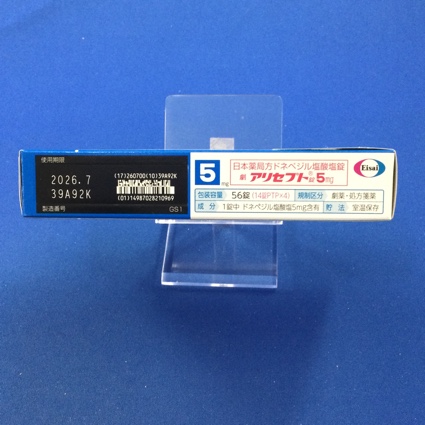 使用期限
2026.7
39A92K
製造番号
(17)260700(10)39A92K
(01)14987028210969
GS1
5mg
日本薬局方ドネペジル塩酸塩錠
劇 アリセプト®錠5mg
Eisai
包装容量 56錠(14錠PTP×4) 規制区分 劇薬・処方箋薬
成分 1錠中 ドネペジル塩酸塩5mg含有 貯法 室温保存